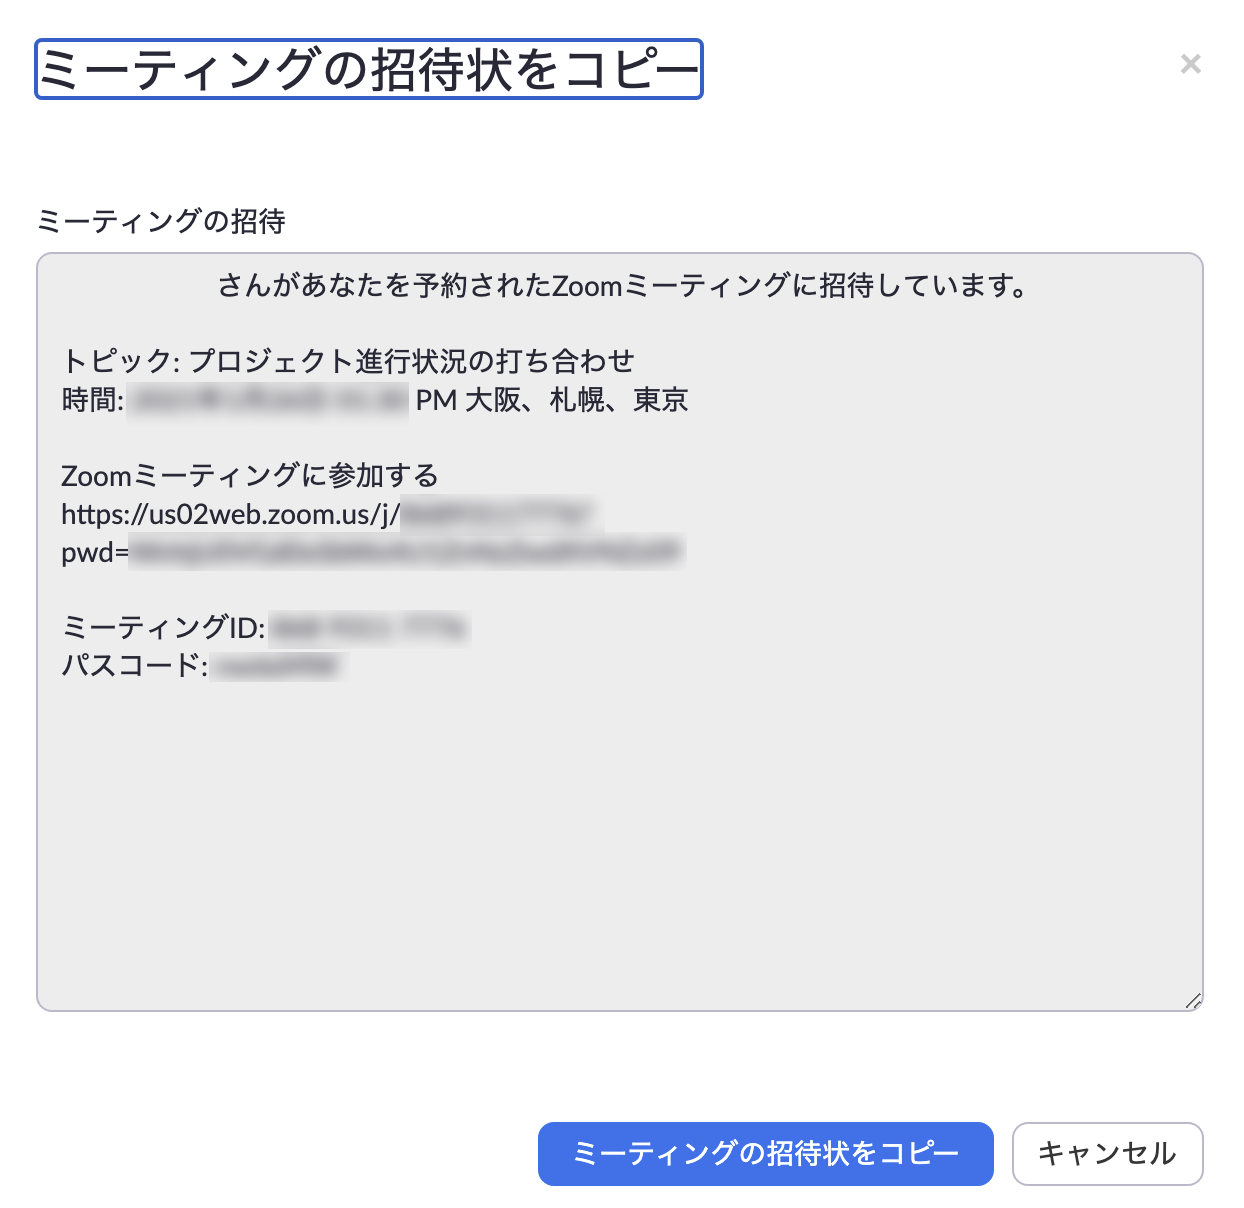 ミーティングの招待状をコピー
×
ミーティングの招待
さんがあなたを予約されたZoomミーティングに招待しています。
トピック: プロジェクト進行状況の打ち合わせ
時間: PM 大阪、札幌、東京
Zoomミーティングに参加する
https://us02web.zoom.us/j/
pwd=
ミーティングID:
パスコード:
ミーティングの招待状をコピー
キャンセル